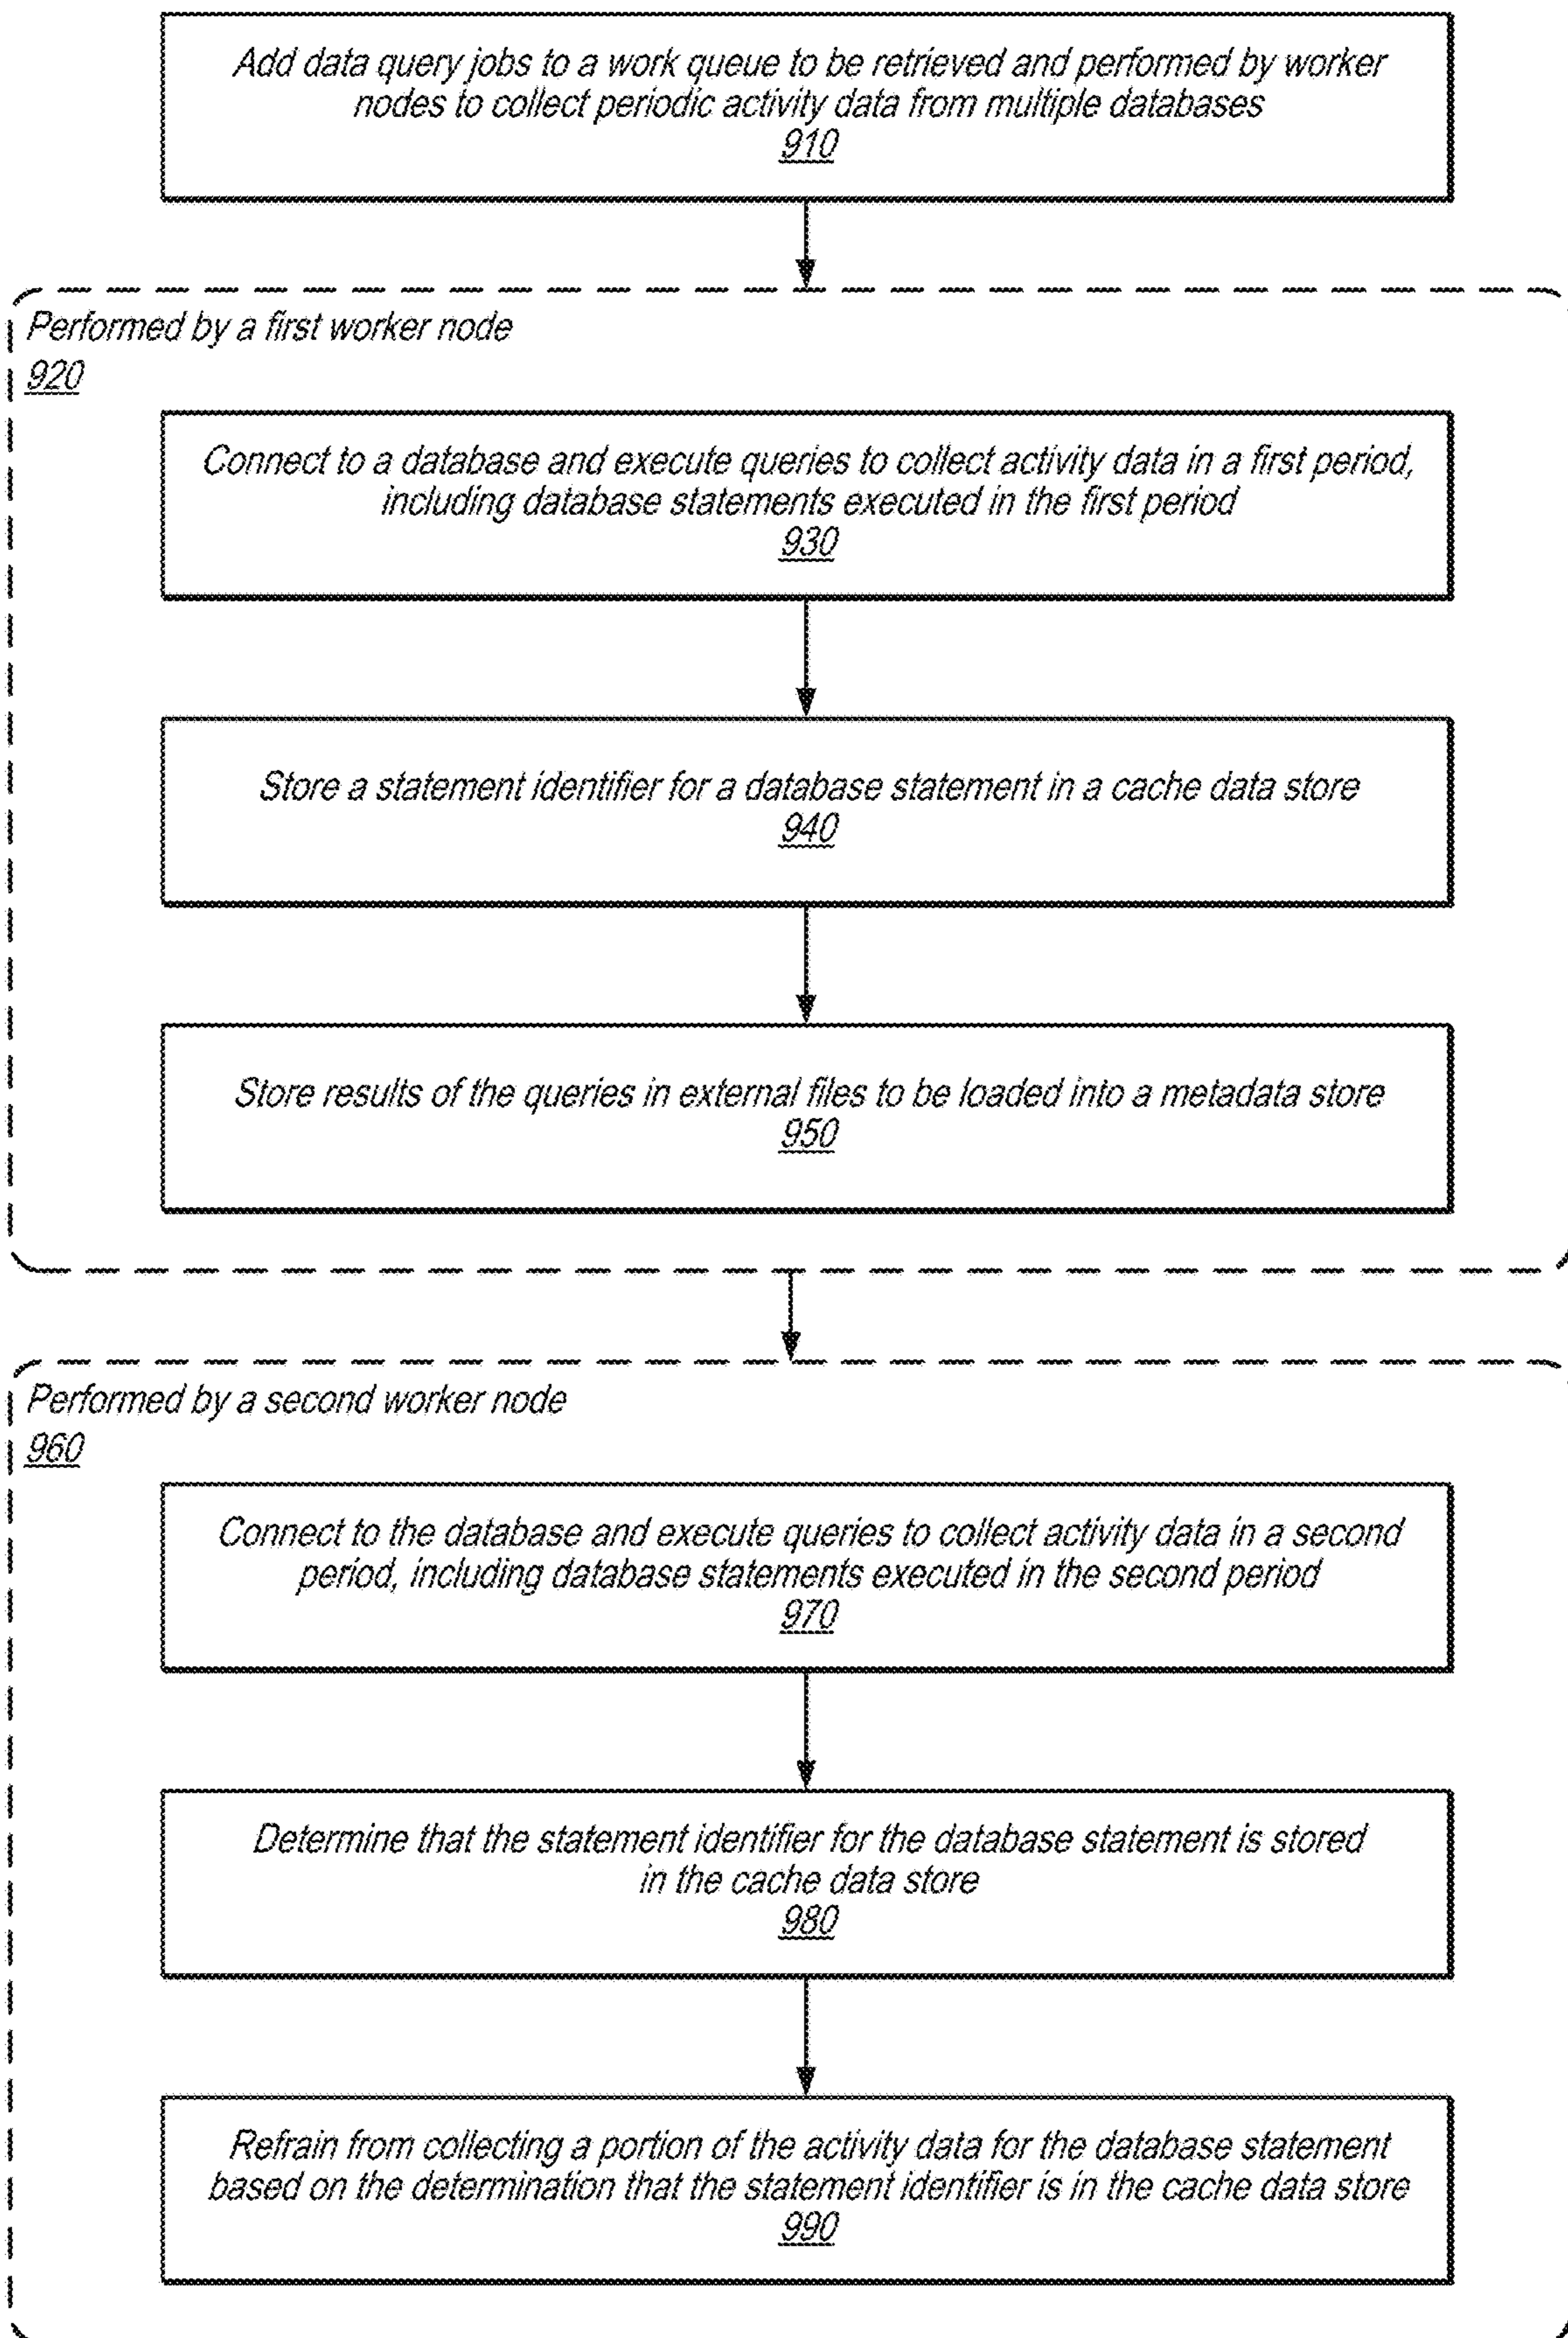 Add data query jobs to a work queue to be retrieved and performed by worker
nodes to collect periodic activity data from multiple databases
910
Performed by a first worker node
920
Connect to a database and execute queries to collect activity data in a first period,
including database statements executed in the first period
930
Store a statement identifier for a database statement in a cache data store
940
Store results of the queries in external files to be loaded into a metadata store
950
Performed by a second worker node
960
Connect to the database and execute queries to collect activity data in a second
period, including database statements executed in the second period
970
Determine that the statement identifier for the database statement is stored
in the cache data store
980
Refrain from collecting a portion of the activity data for the database statement
based on the determination that the statement identifier is in the cache data store
990